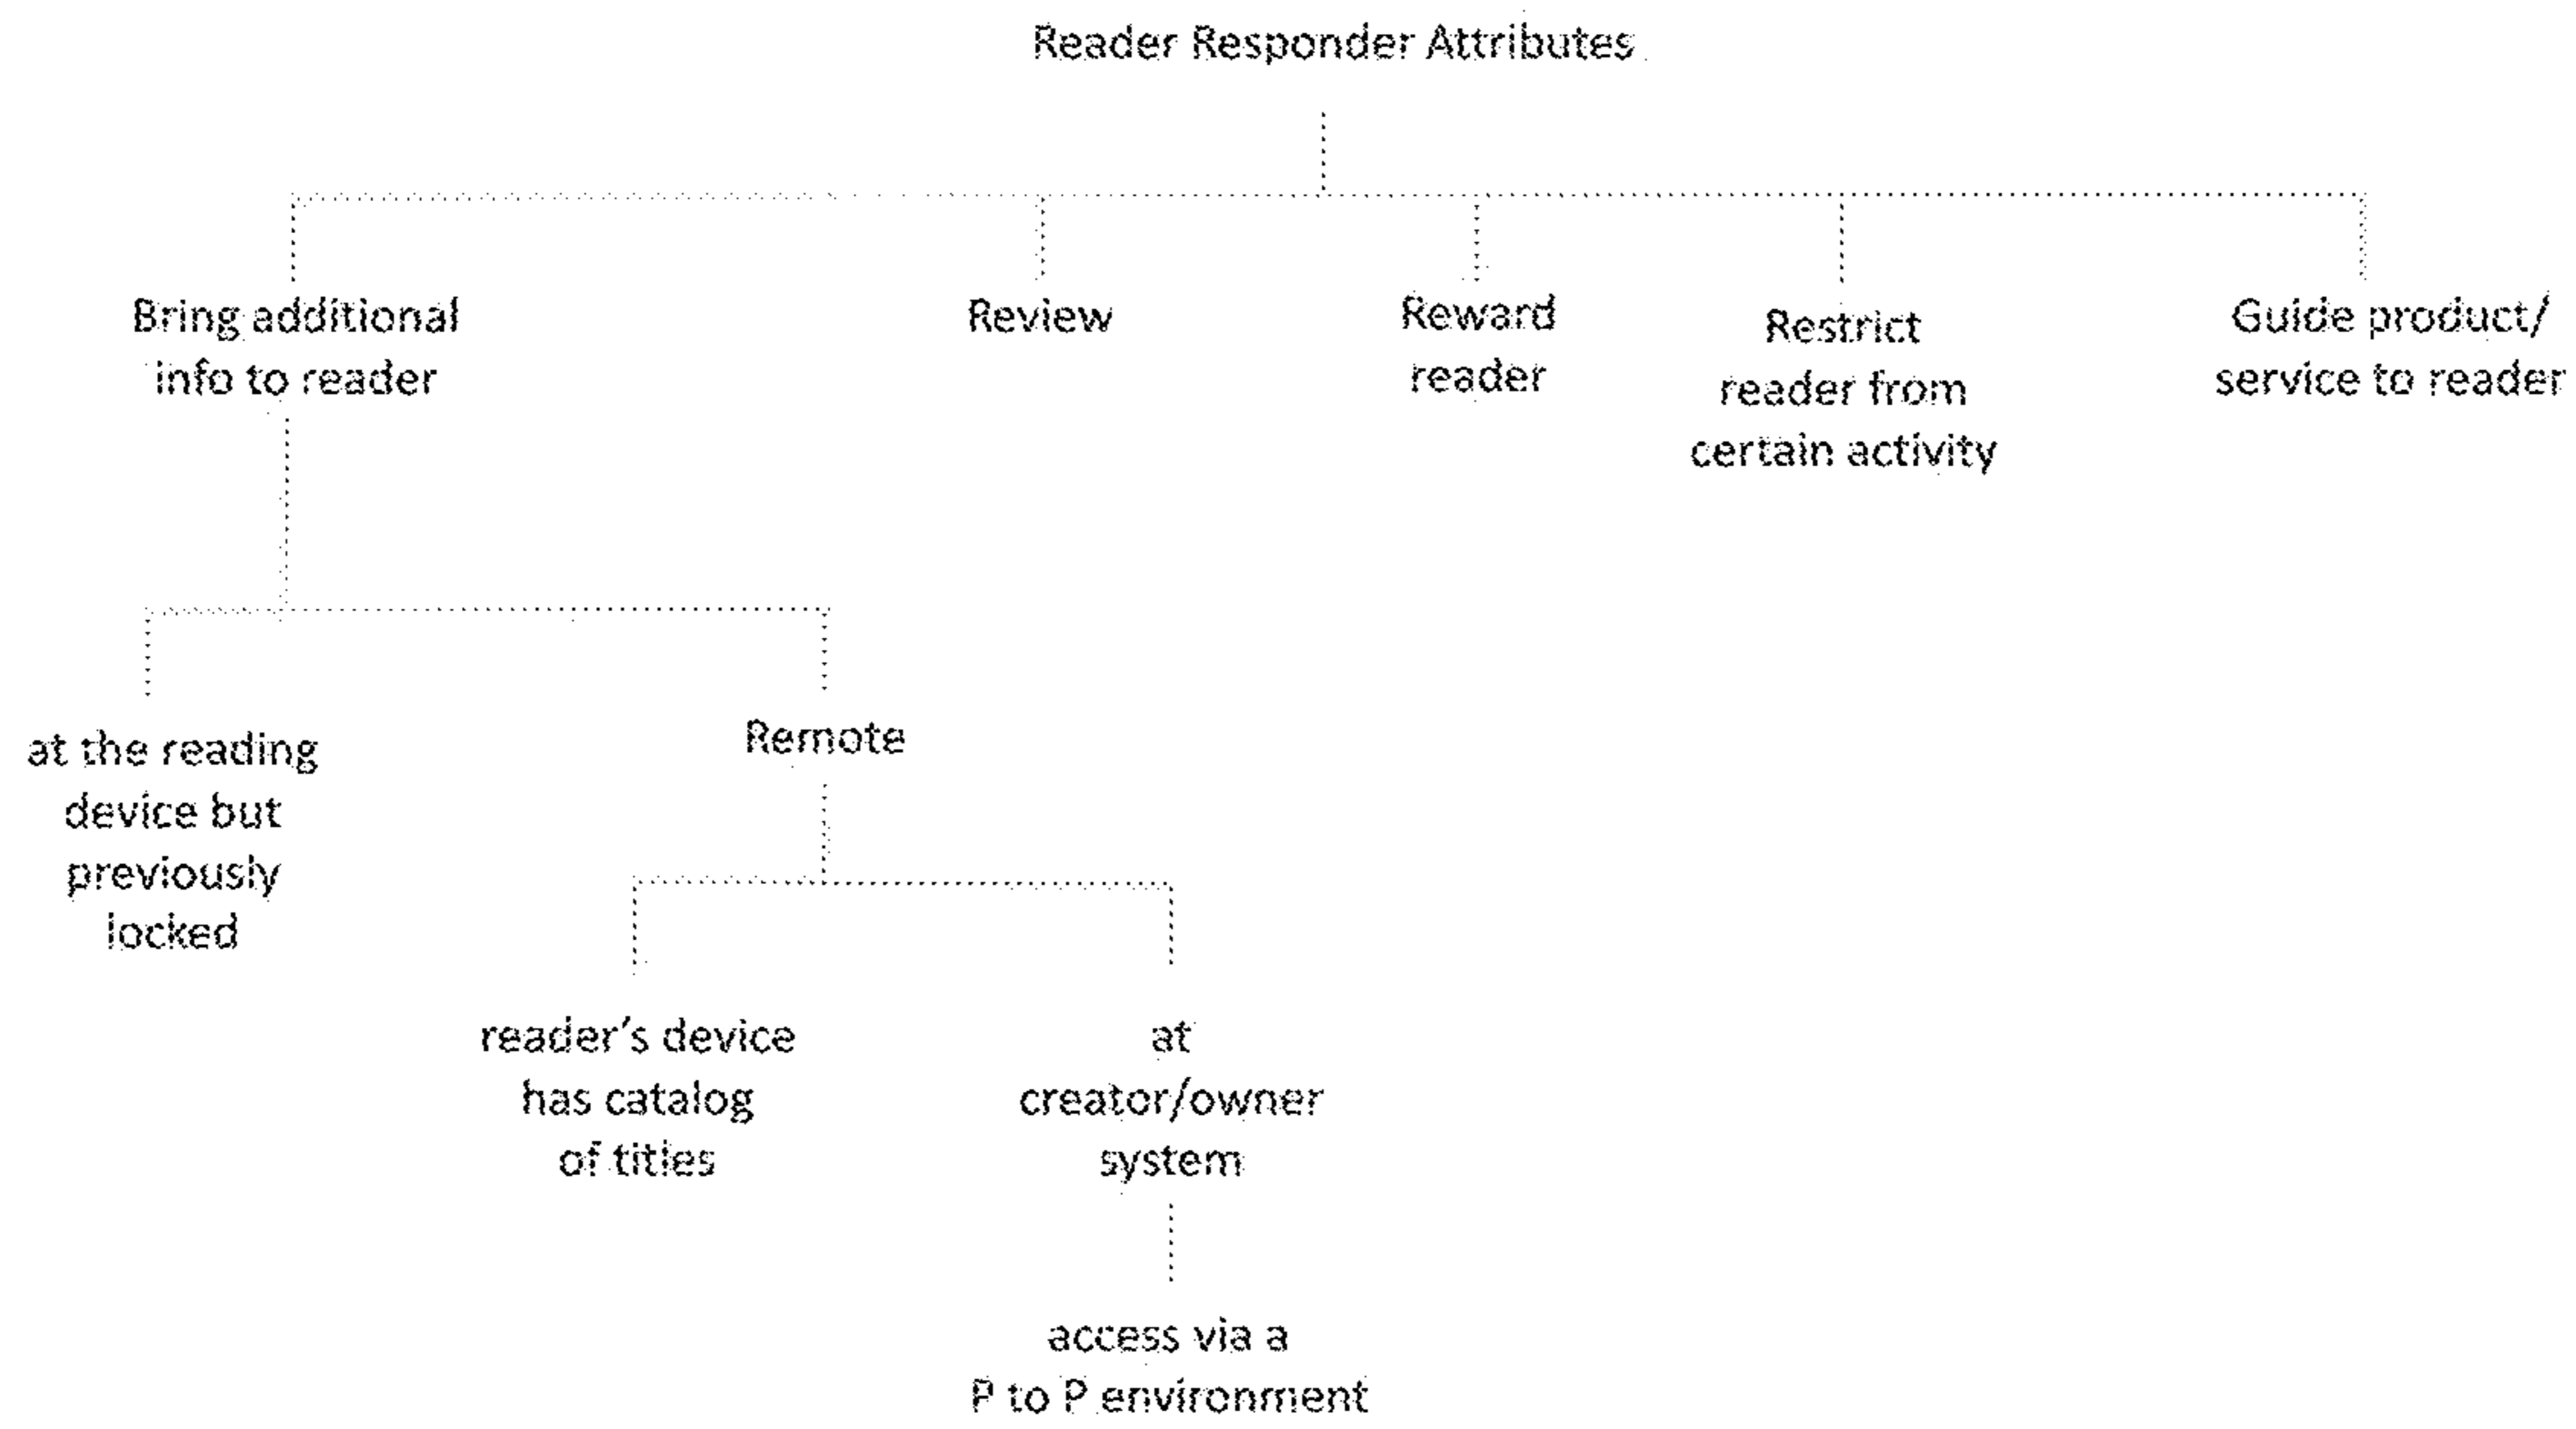 Reader Responder Attributes
Bring additional
info to reader
Review
Reward
reader
Restrict
reader from
certain activity
Guide product/
service to reader
at the reading
device but
previously
locked
Remote
reader's device
has catalog
of titles
at
creator/owner
system
access via a
P to P environment